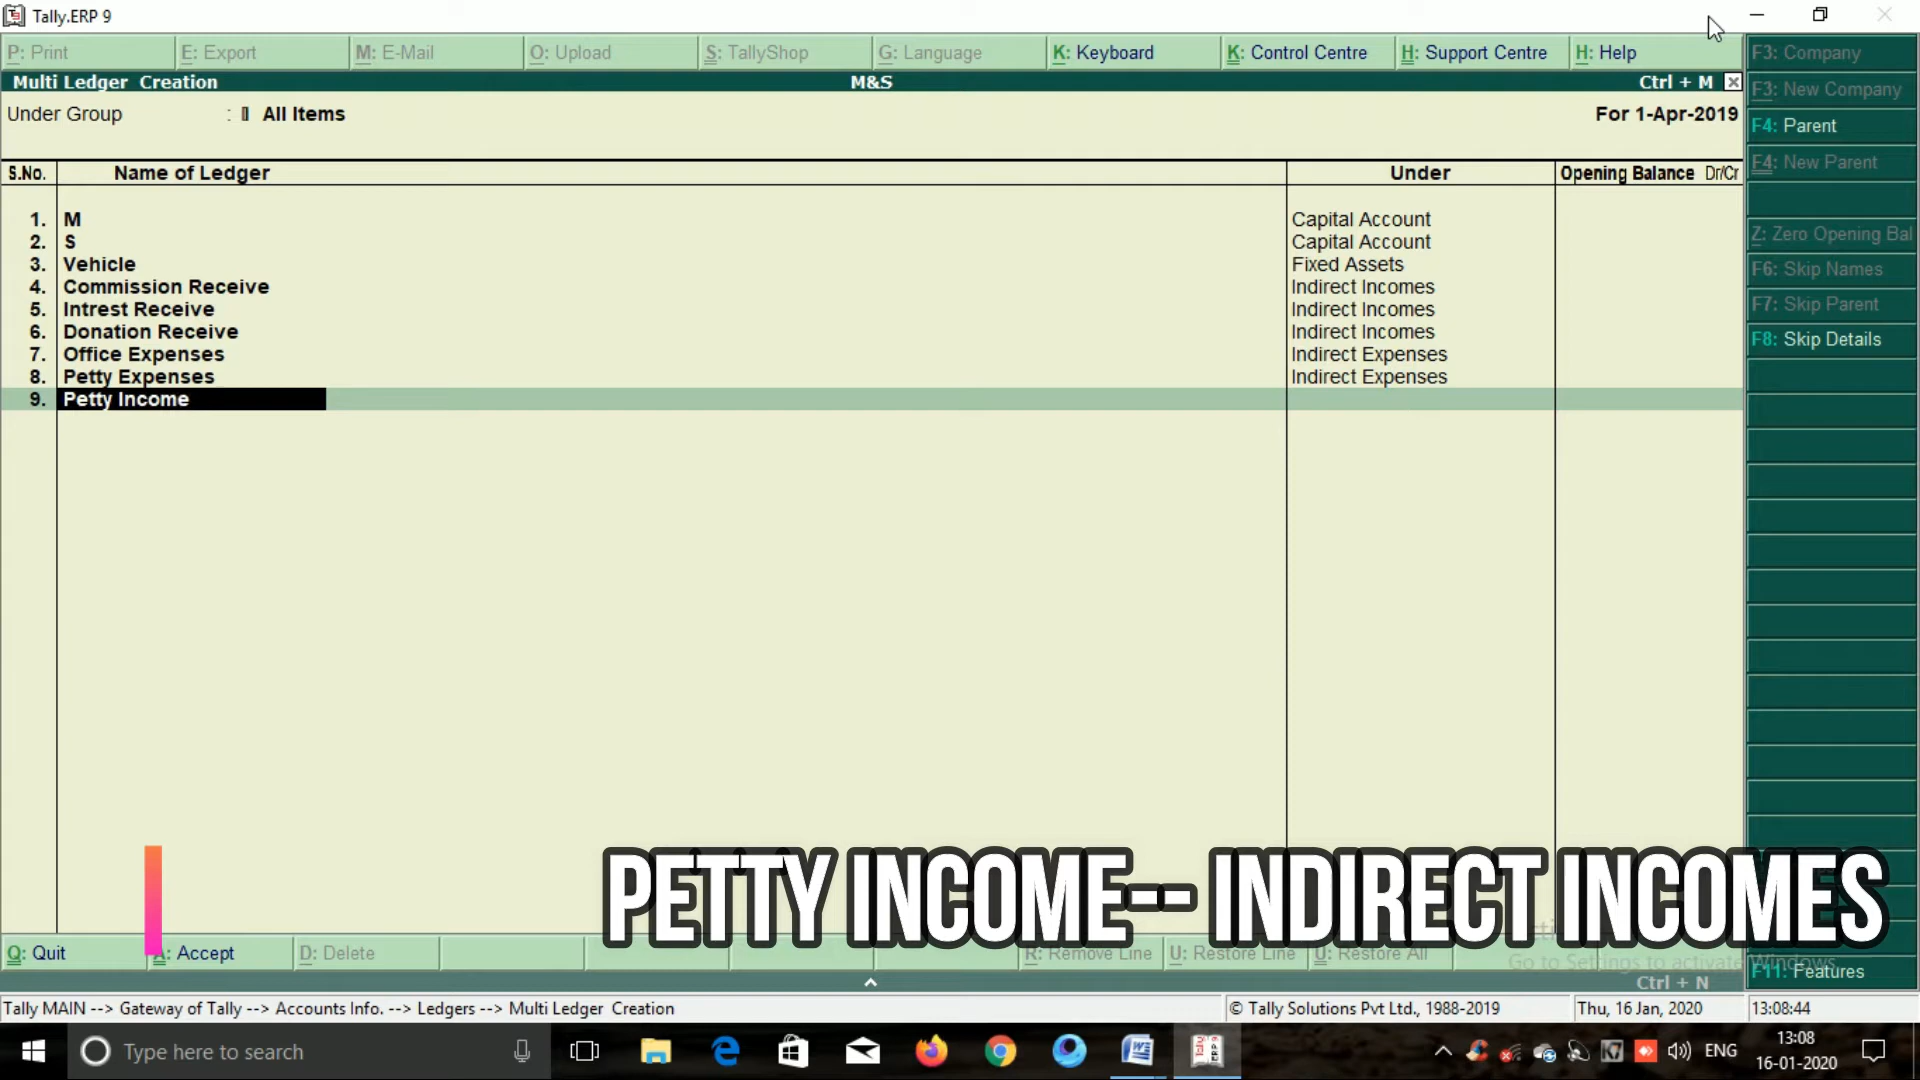 Tally.ERP 9
P: Print E: Export M: E-Mail O: Upload S: TallyShop G: Language K: Keyboard K: Control Centre H: Support Centre H: Help
Multi Ledger Creation M&S Ctrl + M
Under Group : All Items For 1-Apr-2019
S.No. Name of Ledger Under Opening Balance Dr/Cr
1. M Capital Account
2. S Capital Account
3. Vehicle Fixed Assets
4. Commission Receive Indirect Incomes
5. Intrest Receive Indirect Incomes
6. Donation Receive Indirect Incomes
7. Office Expenses Indirect Expenses
8. Petty Expenses Indirect Expenses
9. Petty Income
F3: Company
F3: New Company
F4: Parent
F4: New Parent
Z: Zero Opening Bal
F6: Skip Names
F7: Skip Parent
F8: Skip Details
PETTY INCOME-- INDIRECT INCOMES
Q: Quit A: Accept D: Delete R: Remove Line U: Restore Line U: Restore All
Go to Settings to activate Windows.
F11: Features
Ctrl + N
Tally MAIN --> Gateway of Tally --> Accounts Info. --> Ledgers --> Multi Ledger Creation © Tally Solutions Pvt Ltd., 1988-2019 Thu, 16 Jan, 2020 13:08:44
Type here to search ENG 13:08
16-01-2020